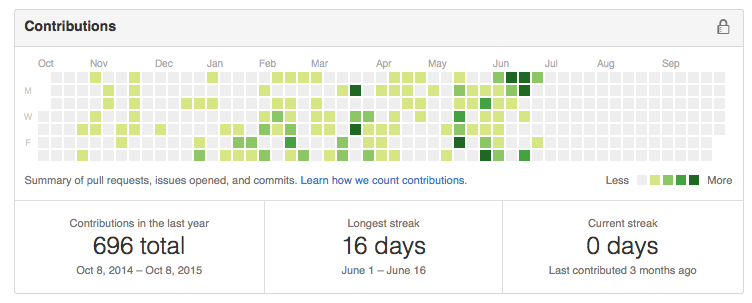 Contributions
Oct Nov Dec Jan Feb Mar Apr May Jun Jul Aug Sep
M
W
F
Summary of pull requests, issues opened, and commits. Learn how we count contributions. Less More
Contributions in the last year Longest streak Current streak
696 total 16 days 0 days
Oct 8, 2014 – Oct 8, 2015 June 1 – June 16 Last contributed 3 months ago